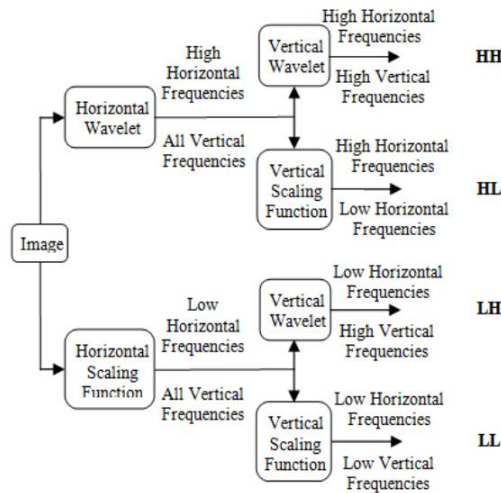 High Horizontal
Frequencies
High Vertical
Frequencies
HH
Vertical
Wavelet
High
Horizontal
Frequencies
All Vertical
Frequencies
Horizontal
Wavelet
High Horizontal
Frequencies
Low Horizontal
Frequencies
HL
Vertical
Scaling
Function
Image
Low Horizontal
Frequencies
High Vertical
Frequencies
LH
Vertical
Wavelet
Low
Horizontal
Frequencies
All Vertical
Frequencies
Horizontal
Scaling
Function
Low Horizontal
Frequencies
Low Vertical
Frequencies
LL
Vertical
Scaling
Function